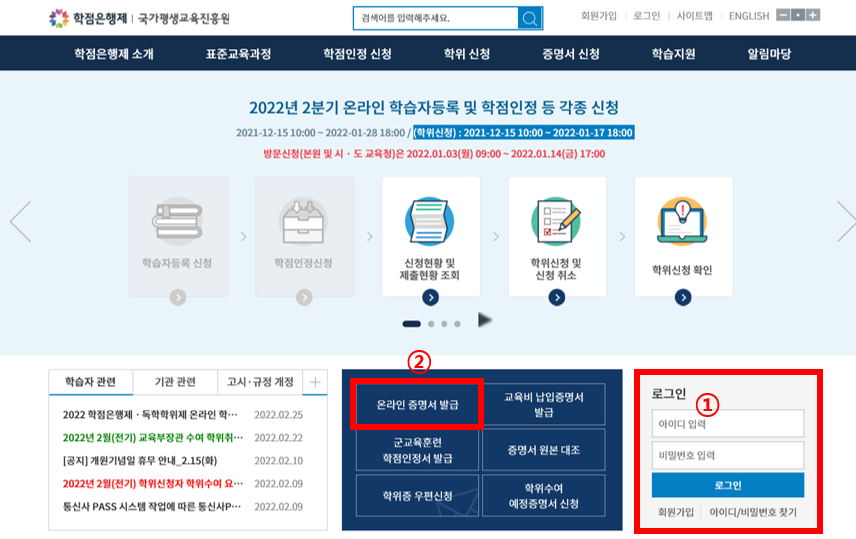 학점은행제 | 국가평생교육진흥원
검색어를 입력해주세요.
회원가입 | 로그인 | 사이트맵 | ENGLISH
학점은행제 소개 표준교육과정 학점인정 신청 학위 신청 증명서 신청 학습지원 알림마당
2022년 2분기 온라인 학습자등록 및 학점인정 등 각종 신청
2021-12-15 10:00 ~ 2022-01-28 18:00 / (학위신청) : 2021-12-15 10:00 ~ 2022-01-17 18:00
방문신청(본원 및 시 · 도 교육청)은 2022.01.03(월) 09:00 ~ 2022.01.14(금) 17:00
학습자등록 신청
학점인정신청
신청현황 및
제출현황 조회
학위신청 및
신청 취소
학위신청 확인
학습자 관련 기관 관련 고시·규정 개정 +
2022 학점은행제 · 독학학위제 온라인 학··· 2022.02.25
2022년 2월(전기) 교육부장관 수여 학위취··· 2022.02.22
[공지] 개원기념일 휴무 안내_2.15(화) 2022.02.10
2022년 2월(전기) 학위신청자 학위수여 요··· 2022.02.09
통신사 PASS 시스템 작업에 따른 통신사P··· 2022.02.09
②
온라인 증명서 발급
교육비 납입증명서
발급
군교육훈련
학점인정서 발급
증명서 원본 대조
학위증 우편신청
학위수여
예정증명서 신청
로그인
①
아이디 입력
비밀번호 입력
로그인
회원가입 | 아이디/비밀번호 찾기